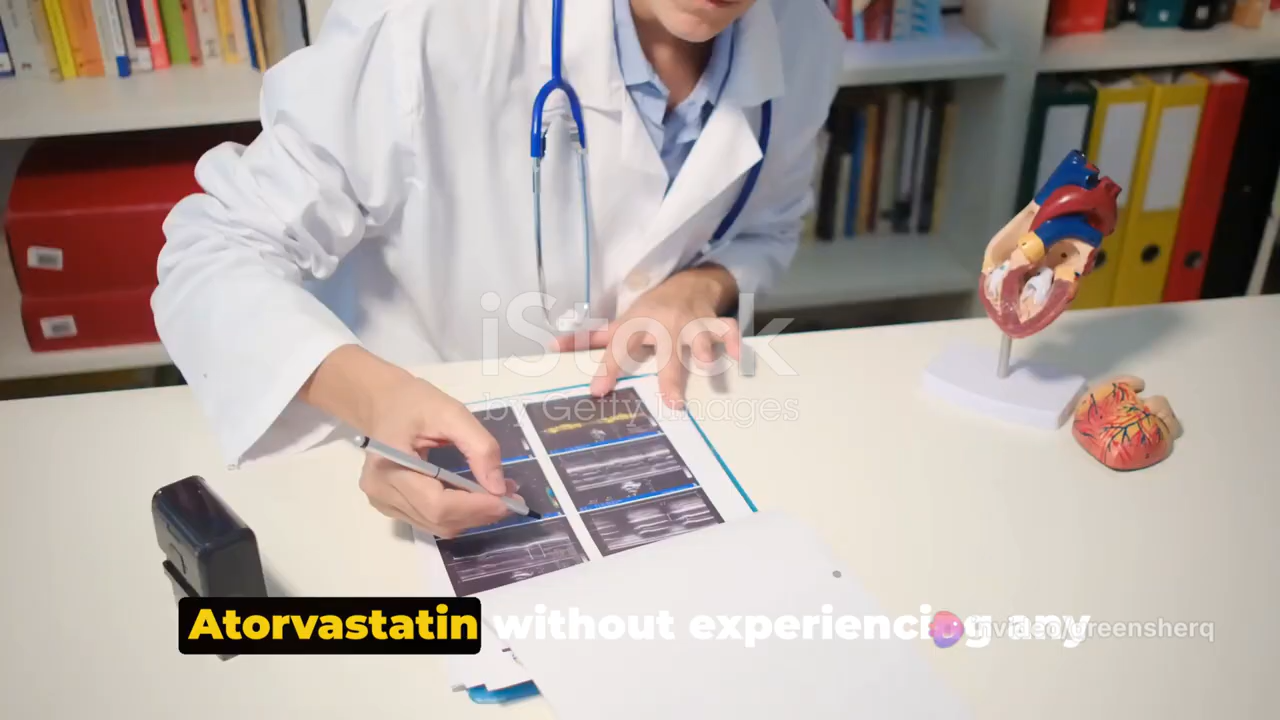 iStock
by Getty Images
Atorvastatin without experiencing any
invideo/greensherq